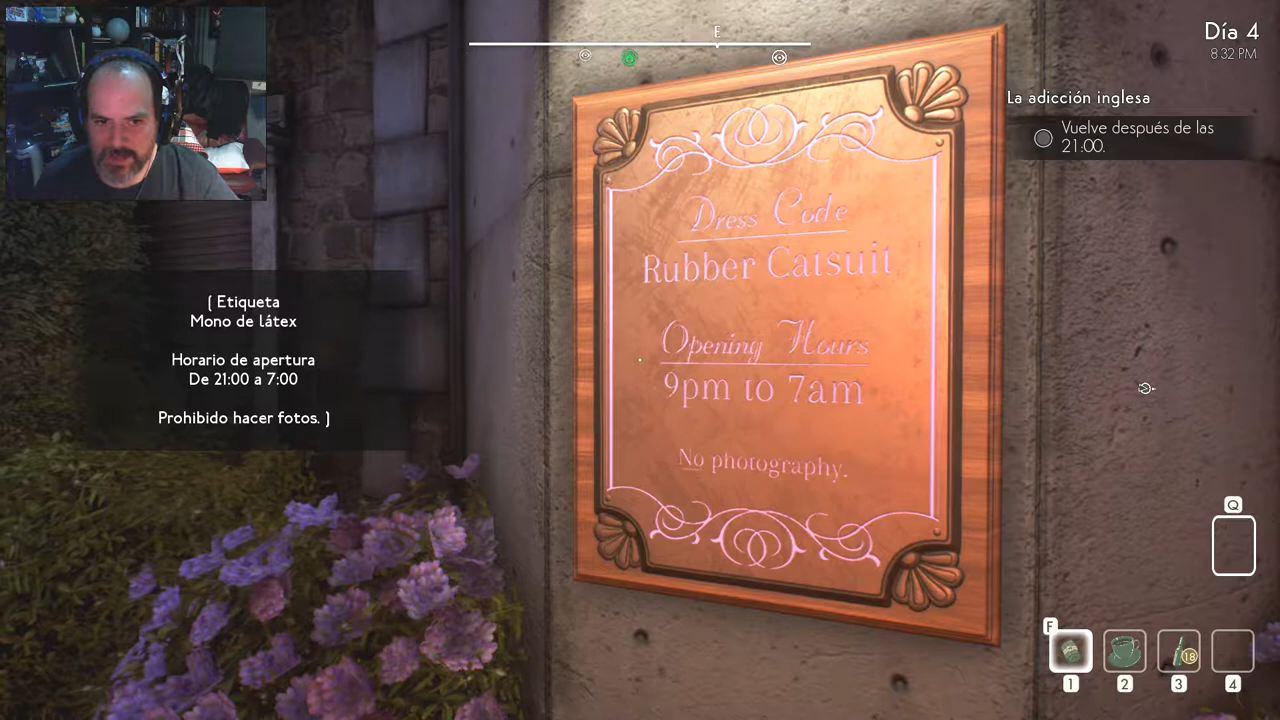 E
Día 4
8:32 PM
La adicción inglesa
Vuelve después de las
21:00.
Dress Code
Rubber Catsuit
Opening Hours
9pm to 7am
No photography.
( Etiqueta
Mono de látex
Horario de apertura
De 21:00 a 7:00
Prohibido hacer fotos. )
Q
F
18
1
2
3
4